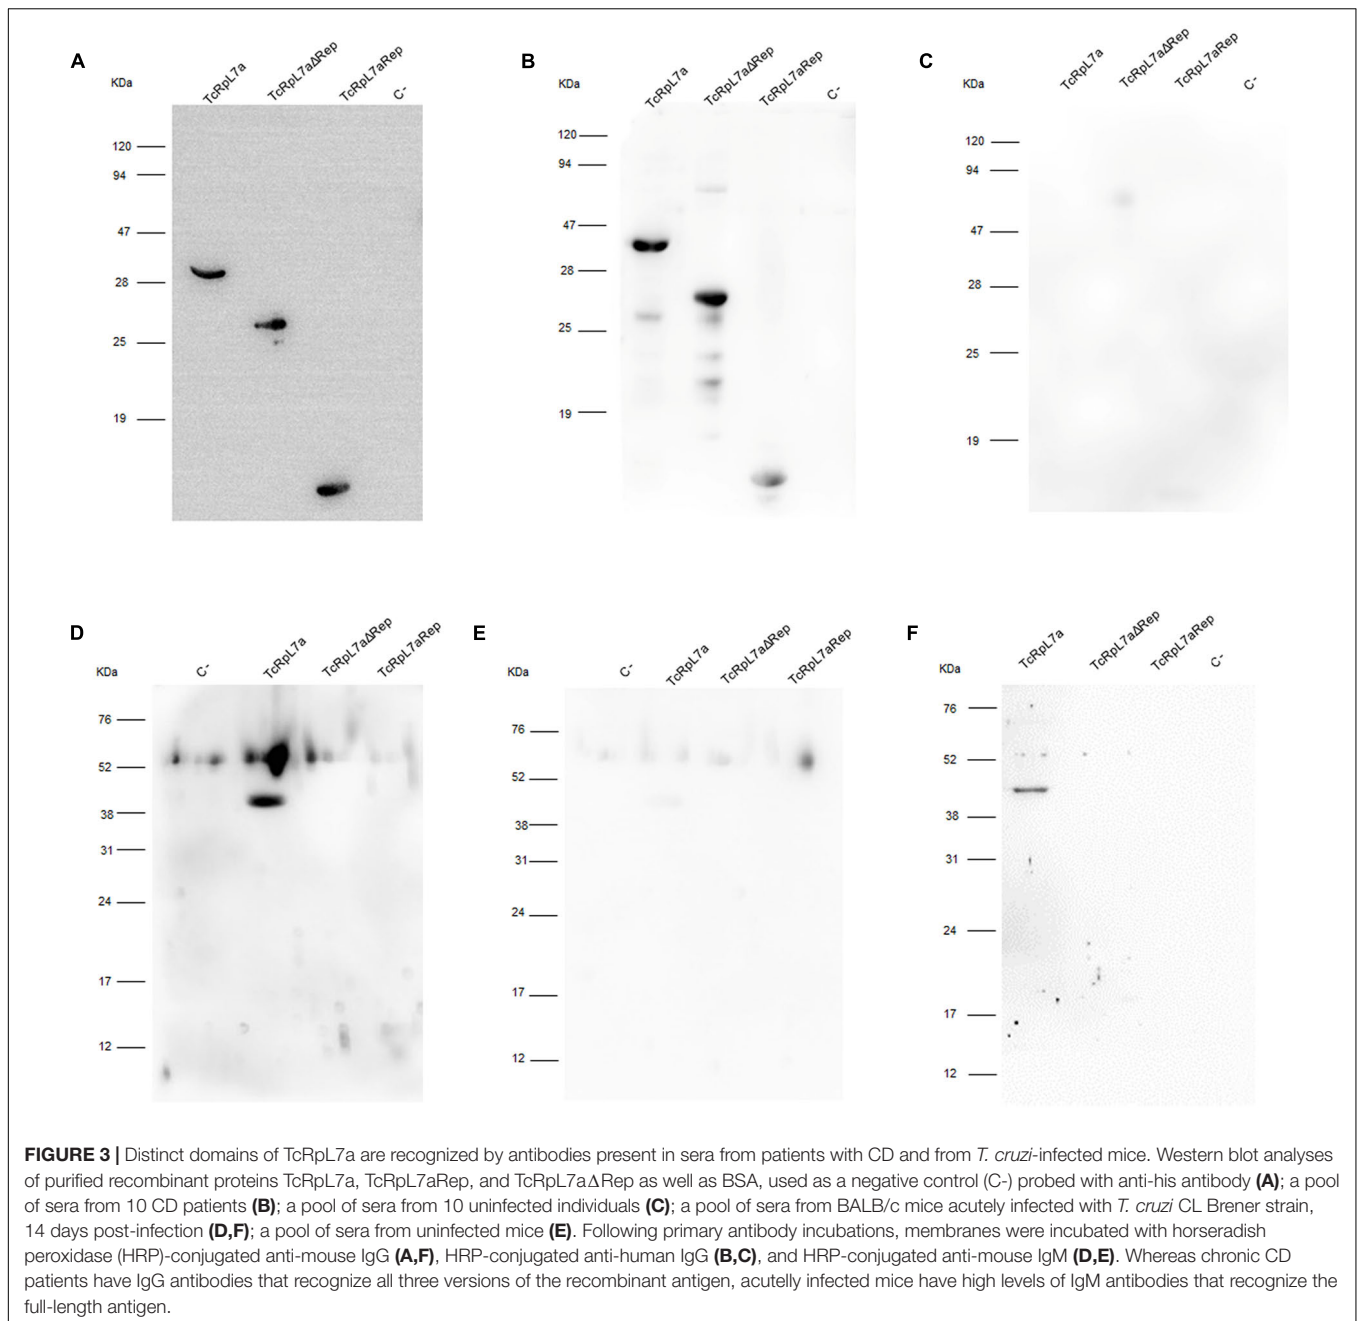 A
KDa
TcRpL7a
TcRpL7aΔRep
TcRpL7aRep
C-
120
94
47
28
25
19
B
KDa
TcRpL7a
TcRpL7aΔRep
TcRpL7aRep
C-
120
94
47
28
25
19
C
KDa
TcRpL7a
TcRpL7aΔRep
TcRpL7aRep
C-
120
94
47
28
25
19
D
KDa
C-
TcRpL7a
TcRpL7aΔRep
TcRpL7aRep
76
52
38
31
24
17
12
E
KDa
C-
TcRpL7a
TcRpL7aΔRep
TcRpL7aRep
76
52
38
31
24
17
12
F
KDa
TcRpL7a
TcRpL7aΔRep
TcRpL7aRep
C-
76
52
38
31
24
17
12
FIGURE 3 | Distinct domains of TcRpL7a are recognized by antibodies present in sera from patients with CD and from T. cruzi-infected mice. Western blot analyses
of purified recombinant proteins TcRpL7a, TcRpL7aRep, and TcRpL7aΔRep as well as BSA, used as a negative control (C-) probed with anti-his antibody (A); a pool
of sera from 10 CD patients (B); a pool of sera from 10 uninfected individuals (C); a pool of sera from BALB/c mice acutely infected with T. cruzi CL Brener strain,
14 days post-infection (D,F); a pool of sera from uninfected mice (E). Following primary antibody incubations, membranes were incubated with horseradish
peroxidase (HRP)-conjugated anti-mouse IgG (A,F), HRP-conjugated anti-human IgG (B,C), and HRP-conjugated anti-mouse IgM (D,E). Whereas chronic CD
patients have IgG antibodies that recognize all three versions of the recombinant antigen, acutelly infected mice have high levels of IgM antibodies that recognize the
full-length antigen.